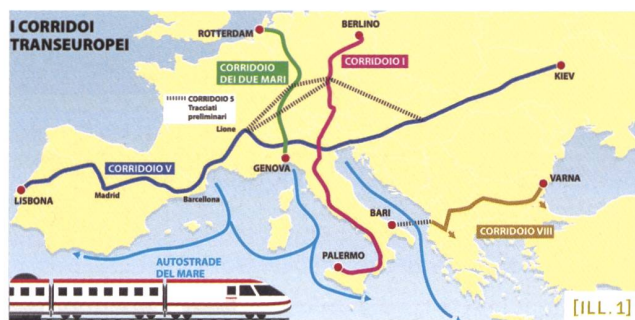 I CORRIDOI
TRANSEUROPEI
ROTTERDAM
BERLINO
CORRIDOIO
DEI DUE MARI
CORRIDOIO I
KIEV
CORRIDOIO 5
Tracciati
preliminari
Lione
CORRIDOIO V
GENOVA
LISBONA
Madrid
Barcellona
VARNA
BARI
CORRIDOIO VIII
AUTOSTRADE
DEL MARE
PALERMO
[ILL.1]